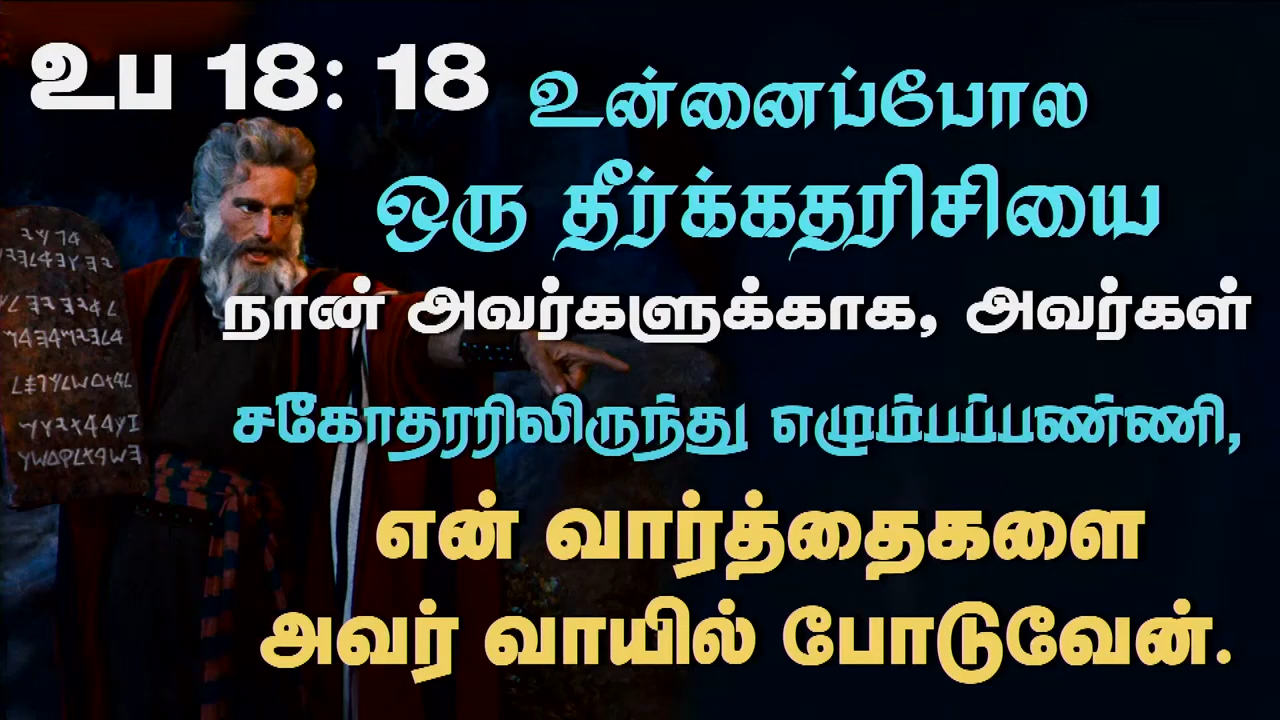 உப 18: 18
உன்னைப்போல
ஒரு தீர்க்கதரிசியை
நான் அவர்களுக்காக, அவர்கள்
சகோதரரிலிருந்து எழும்பப்பண்ணி,
என் வார்த்தைகளை
அவர் வாயில் போடுவேன்.